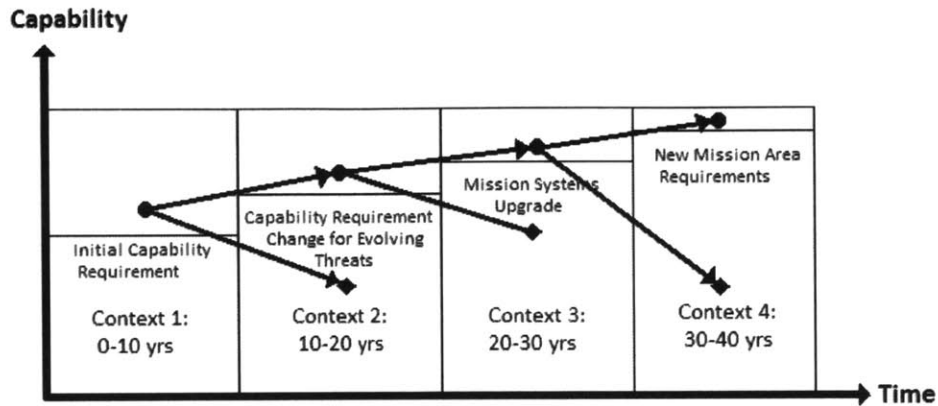 Capability
Initial Capability
Requirement
Context 1:
0-10 yrs
Capability Requirement
Change for Evolving
Threats
Context 2:
10-20 yrs
Mission Systems
Upgrade
Context 3:
20-30 yrs
New Mission Area
Requirements
Context 4:
30-40 yrs
Time